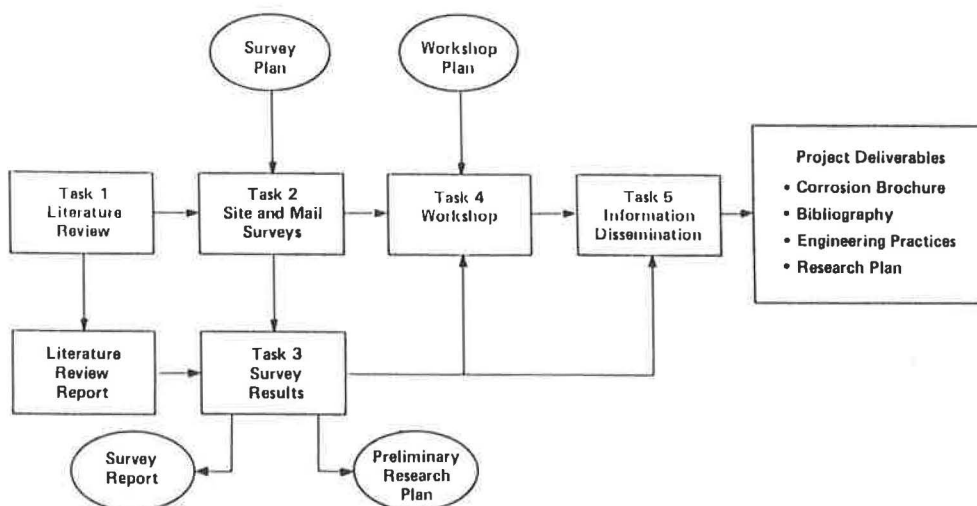 Survey
Plan
Workshop
Plan
Task 1
Literature
Review
Task 2
Site and Mail
Surveys
Task 4
Workshop
Task 5
Information
Dissemination
Project Deliverables
• Corrosion Brochure
• Bibliography
• Engineering Practices
• Research Plan
Literature
Review
Report
Task 3
Survey
Results
Survey
Report
Preliminary
Research
Plan